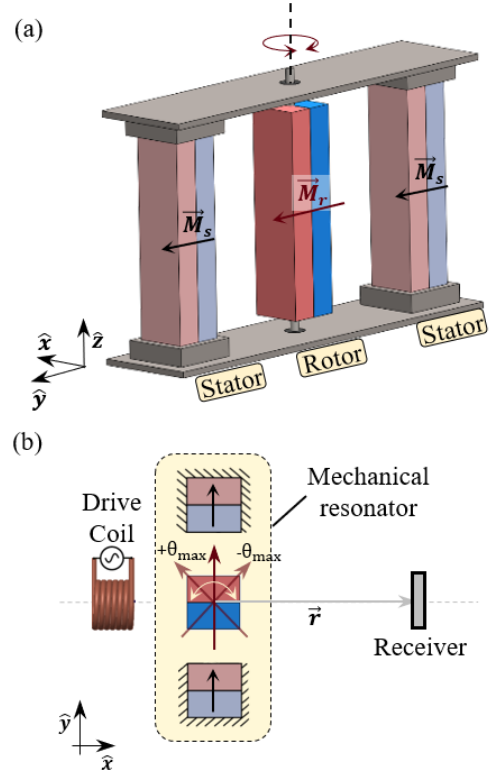 (a)
M⃗s
M⃗r
M⃗s
x̂
ẑ
ŷ
Stator
Rotor
Stator
(b)
Mechanical
resonator
Drive
Coil
+θmax
-θmax
r⃗
Receiver
ŷ
x̂